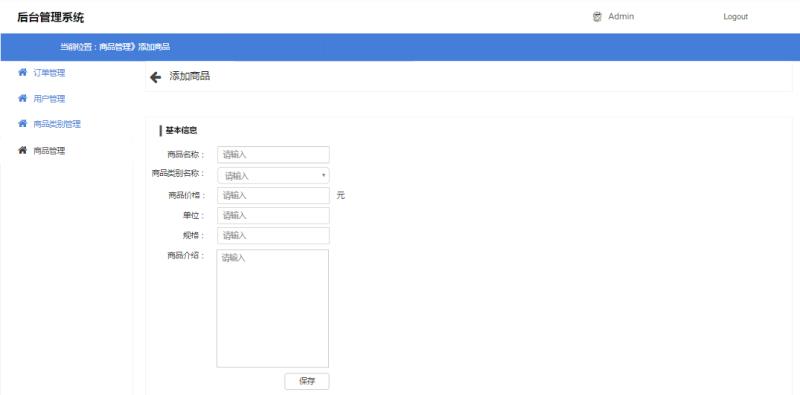 后台管理系统
Admin
Logout
当前位置：商品管理》添加商品
订单管理
用户管理
商品类别管理
商品管理
添加商品
基本信息
商品名称： 请输入
商品类别名称： 请输入
商品价格： 请输入 元
单位： 请输入
规格： 请输入
商品介绍： 请输入
保存